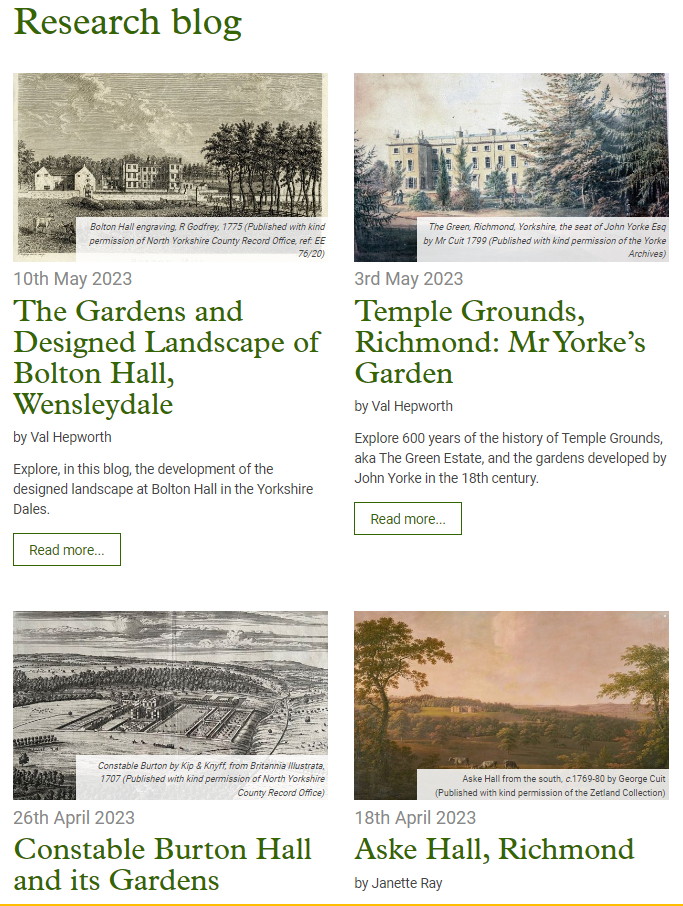 Research blog
Bolton Hall engraving, R Godfrey, 1775 (Published with kind
permission of North Yorkshire County Record Office, ref: EE
76/20)
10th May 2023
The Gardens and
Designed Landscape of
Bolton Hall,
Wensleydale
by Val Hepworth
Explore, in this blog, the development of the
designed landscape at Bolton Hall in the Yorkshire
Dales.
Read more...
The Green, Richmond, Yorkshire, the seat of John Yorke Esq
by Mr Cuit 1799 (Published with kind permission of the Yorke
Archives)
3rd May 2023
Temple Grounds,
Richmond: Mr Yorke’s
Garden
by Val Hepworth
Explore 600 years of the history of Temple Grounds,
aka The Green Estate, and the gardens developed by
John Yorke in the 18th century.
Read more...
Constable Burton by Kip & Knyff, from Britannia Illustrata,
1707 (Published with kind permission of North Yorkshire
County Record Office)
26th April 2023
Constable Burton Hall
and its Gardens
Aske Hall from the south, c.1769-80 by George Cuit
(Published with kind permission of the Zetland Collection)
18th April 2023
Aske Hall, Richmond
by Janette Ray